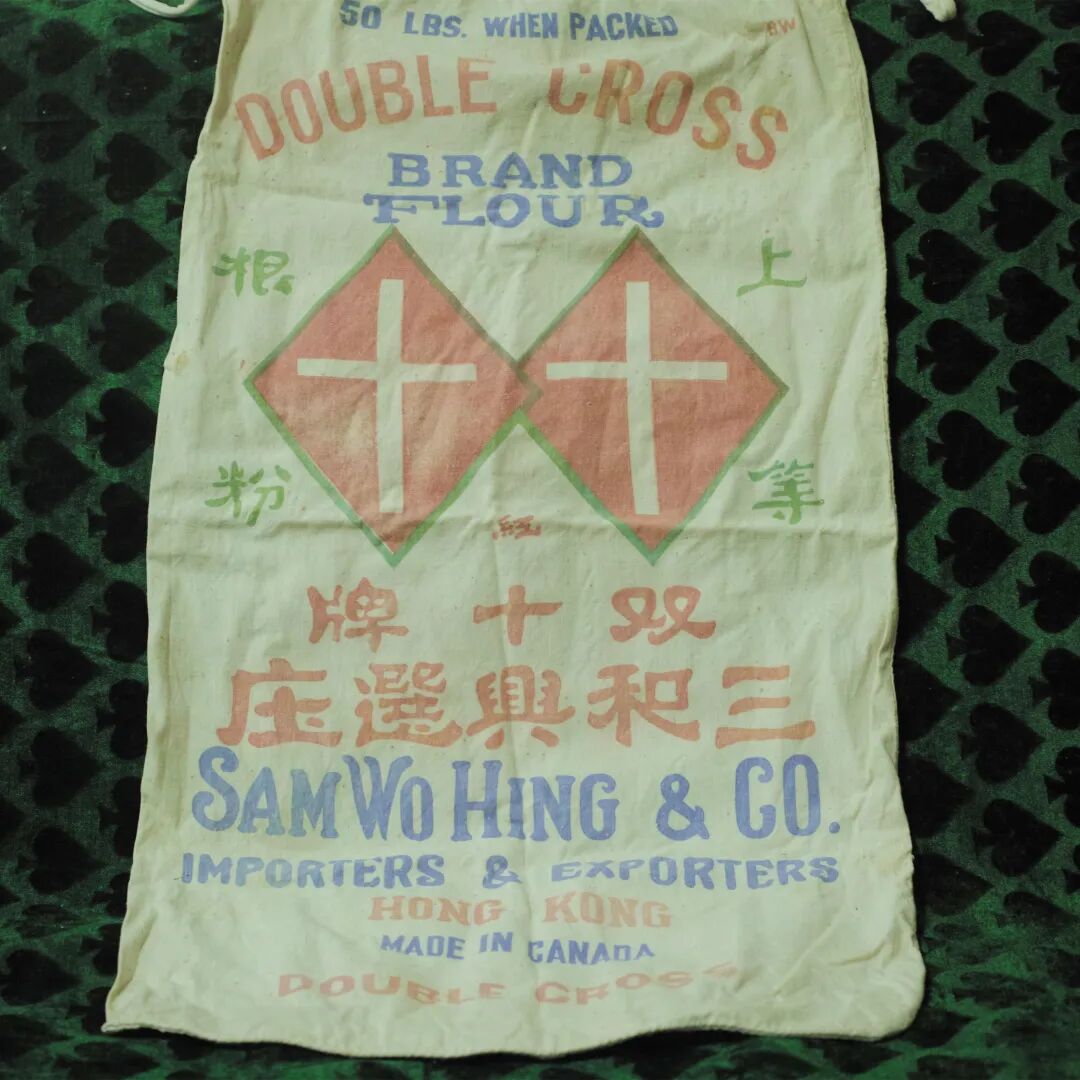 50 LBS. WHEN PACKED
BW
DOUBLE CROSS
BRAND
FLOUR
上等
根粉
双十牌
三和興選庄
SAM WO HING & CO.
IMPORTERS & EXPORTERS
HONG KONG
MADE IN CANADA
DOUBLE CROSS